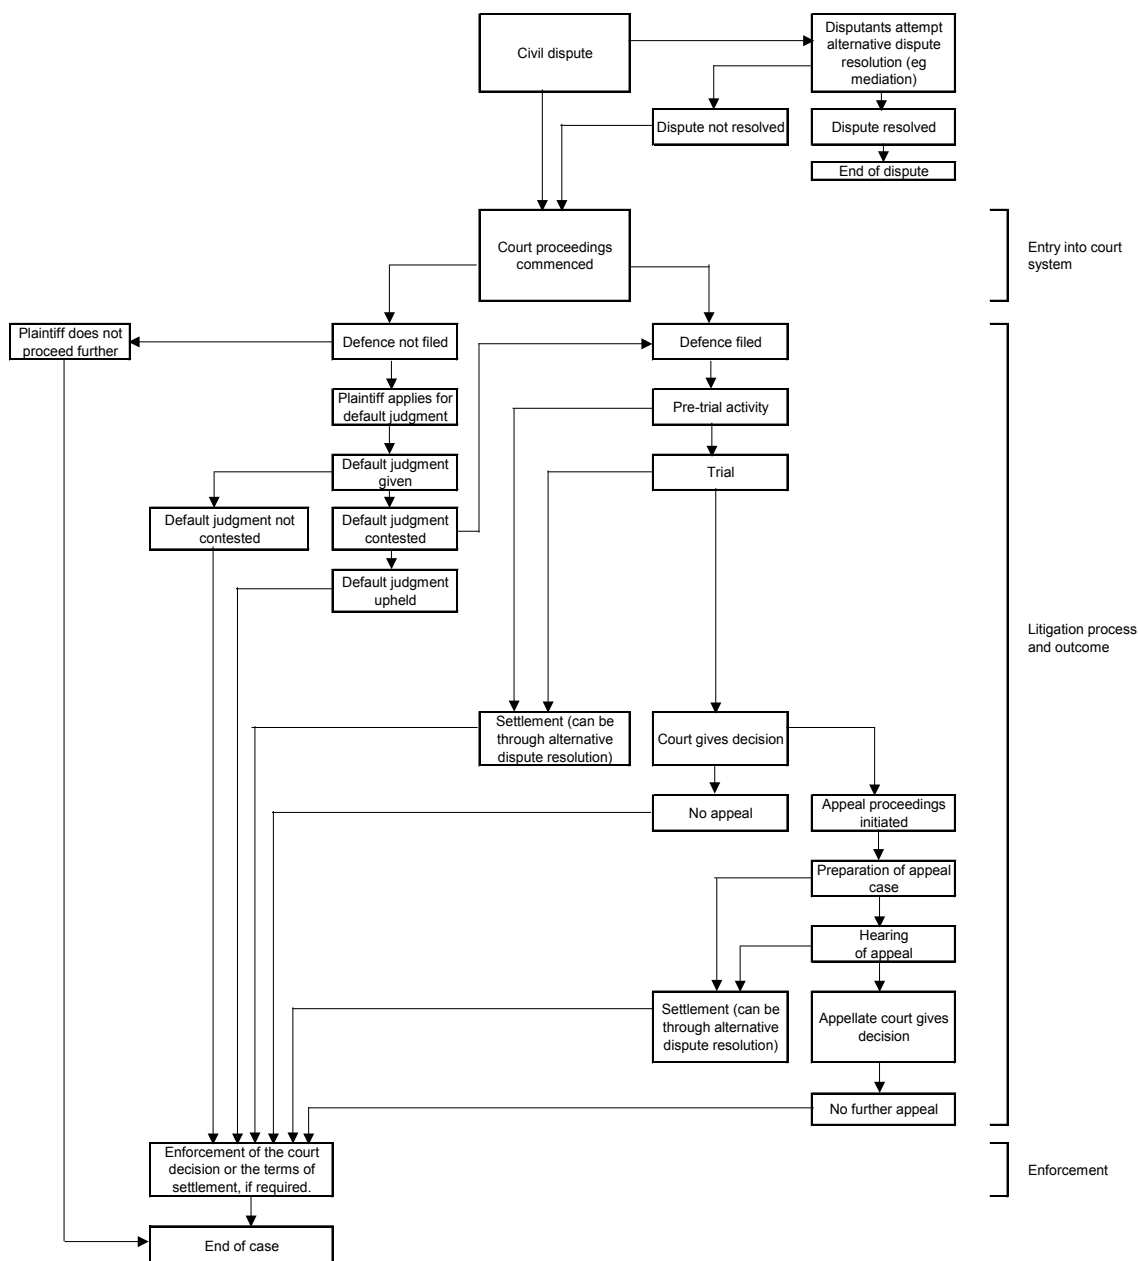 Civil dispute
Disputants attempt
alternative dispute
resolution (eg
mediation)
Dispute not resolved
Dispute resolved
End of dispute
Court proceedings
commenced
Entry into court
system
Plaintiff does not
proceed further
Defence not filed
Defence filed
Plaintiff applies for
default judgment
Pre-trial activity
Default judgment
given
Trial
Default judgment not
contested
Default judgment
contested
Default judgment
upheld
Litigation process
and outcome
Settlement (can be
through alternative
dispute resolution)
Court gives decision
No appeal
Appeal proceedings
initiated
Preparation of appeal
case
Hearing
of appeal
Settlement (can be
through alternative
dispute resolution)
Appellate court gives
decision
No further appeal
Enforcement of the court
decision or the terms of
settlement, if required.
Enforcement
End of case